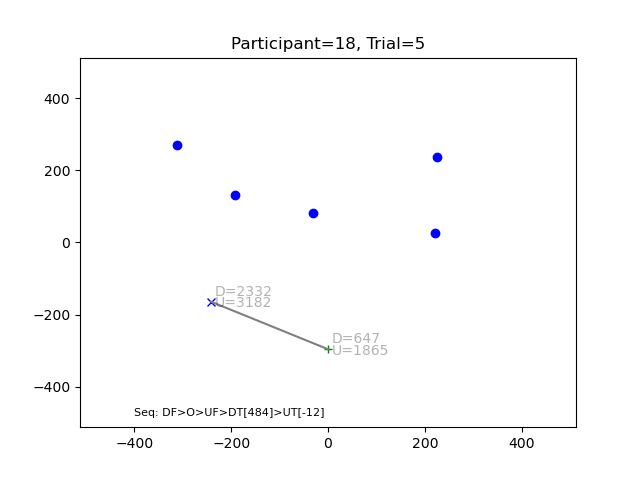 Participant=18, Trial=5
400
200
0
−200
−400
D=2332
U=3182
D=647
U=1865
Seq: DF>O>UF>DT[484]>UT[-12]
−400
−200
0
200
400